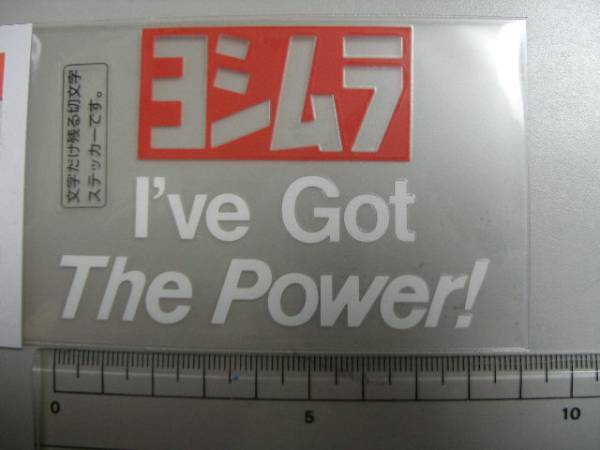 ヨシムラ
文字だけ残る切文字
ステッカーです。
I've Got
The Power!
0 5 10